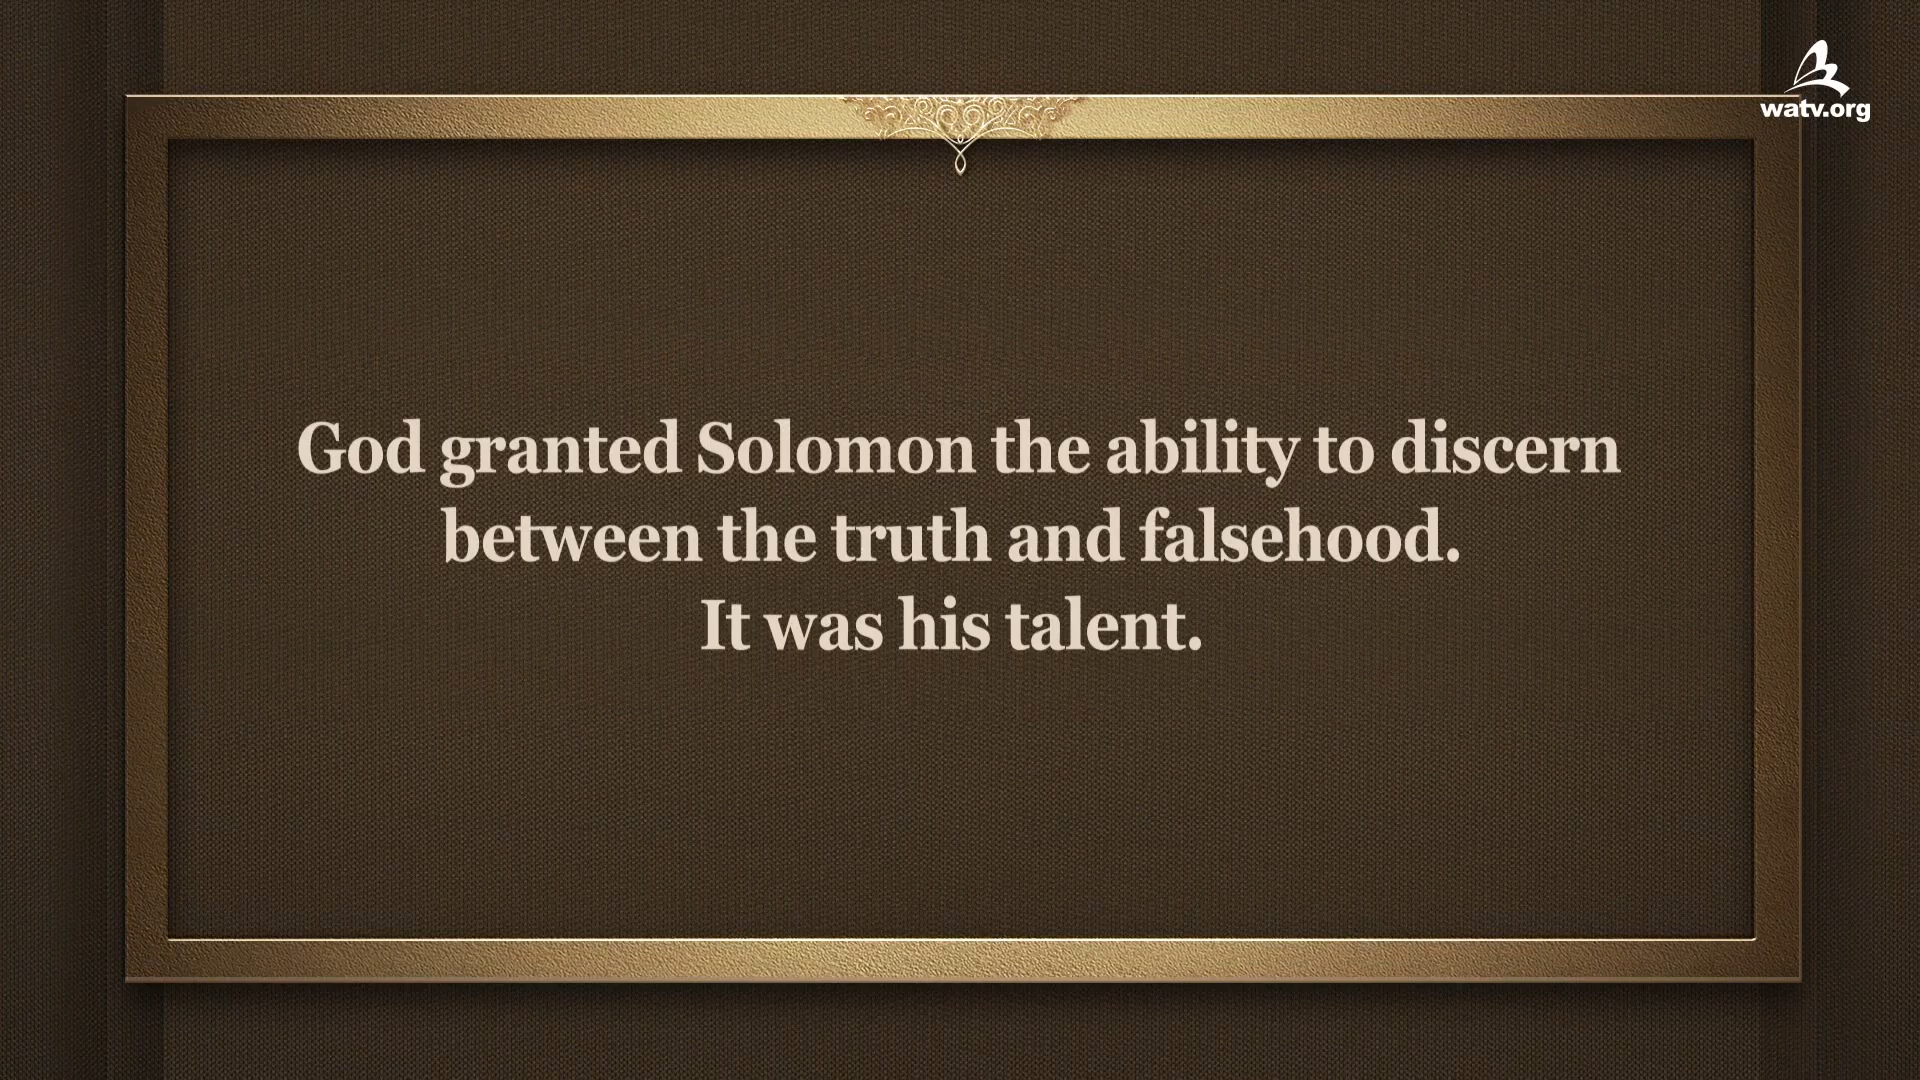 watv.org
God granted Solomon the ability to discern
between the truth and falsehood.
It was his talent.